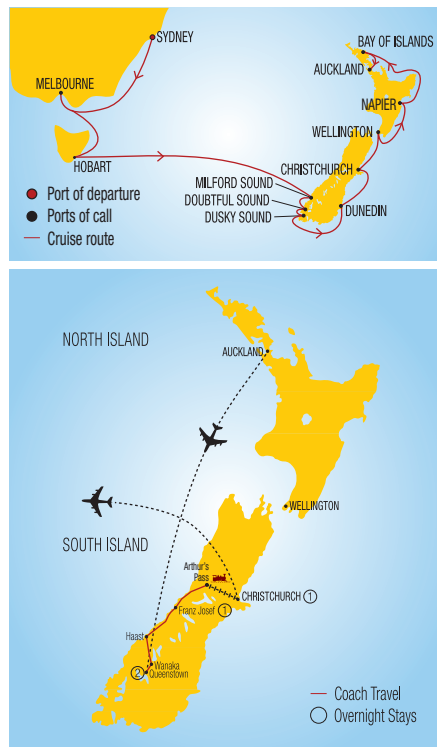 SYDNEY
MELBOURNE
HOBART
BAY OF ISLANDS
AUCKLAND
NAPIER
WELLINGTON
CHRISTCHURCH
MILFORD SOUND
DOUBTFUL SOUND
DUSKY SOUND
DUNEDIN
Port of departure
Ports of call
Cruise route
NORTH ISLAND
AUCKLAND
WELLINGTON
SOUTH ISLAND
Arthur's
Pass
CHRISTCHURCH 1
Franz Josef 1
Haast
Wanaka
2 Queenstown
Coach Travel
Overnight Stays